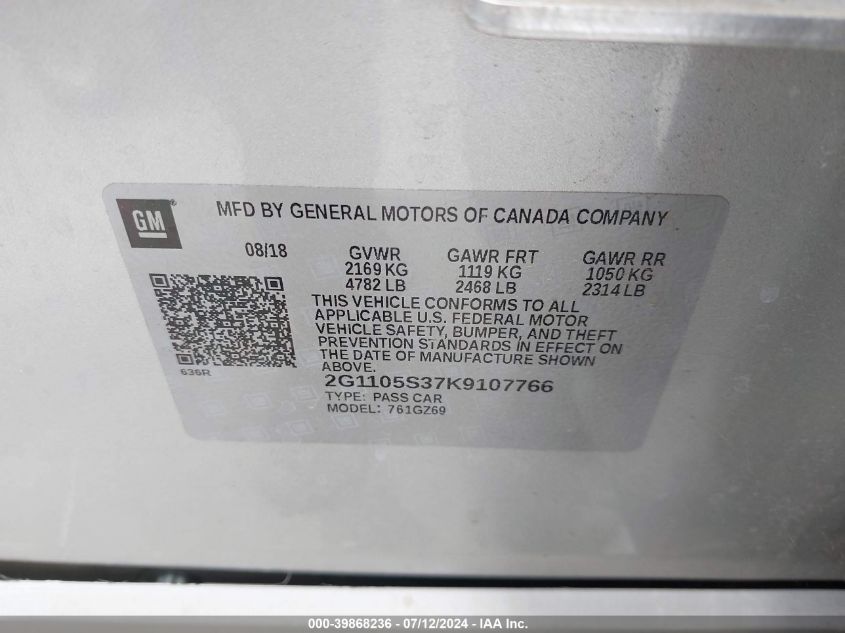 GM
MFD BY GENERAL MOTORS OF CANADA COMPANY
08/18 GVWR GAWR FRT GAWR RR
2169 KG 1119 KG 1050 KG
4782 LB 2468 LB 2314 LB
THIS VEHICLE CONFORMS TO ALL
APPLICABLE U.S. FEDERAL MOTOR
VEHICLE SAFETY, BUMPER, AND THEFT
PREVENTION STANDARDS IN EFFECT ON
THE DATE OF MANUFACTURE SHOWN
ABOVE.
636R
2G1105S37K9107766
TYPE: PASS CAR
MODEL: 761GZ69
000-39868236 - 07/12/2024 - IAA Inc.